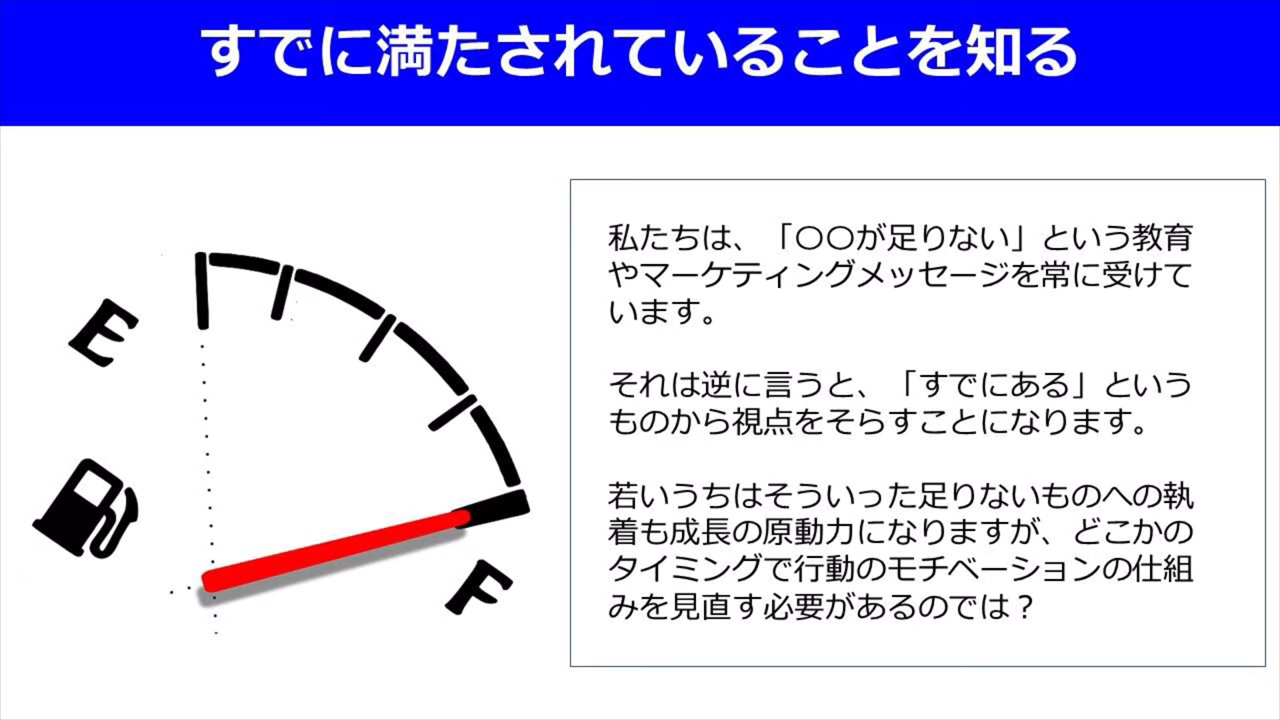 すでに満たされていることを知る
E
F
私たちは、「〇〇が足りない」という教育
やマーケティングメッセージを常に受けて
います。
それは逆に言うと、「すでにある」という
ものから視点をそらすことになります。
若いうちはそういった足りないものへの執
着も成長の原動力になりますが、どこかの
タイミングで行動のモチベーションの仕組
みを見直す必要があるのでは？